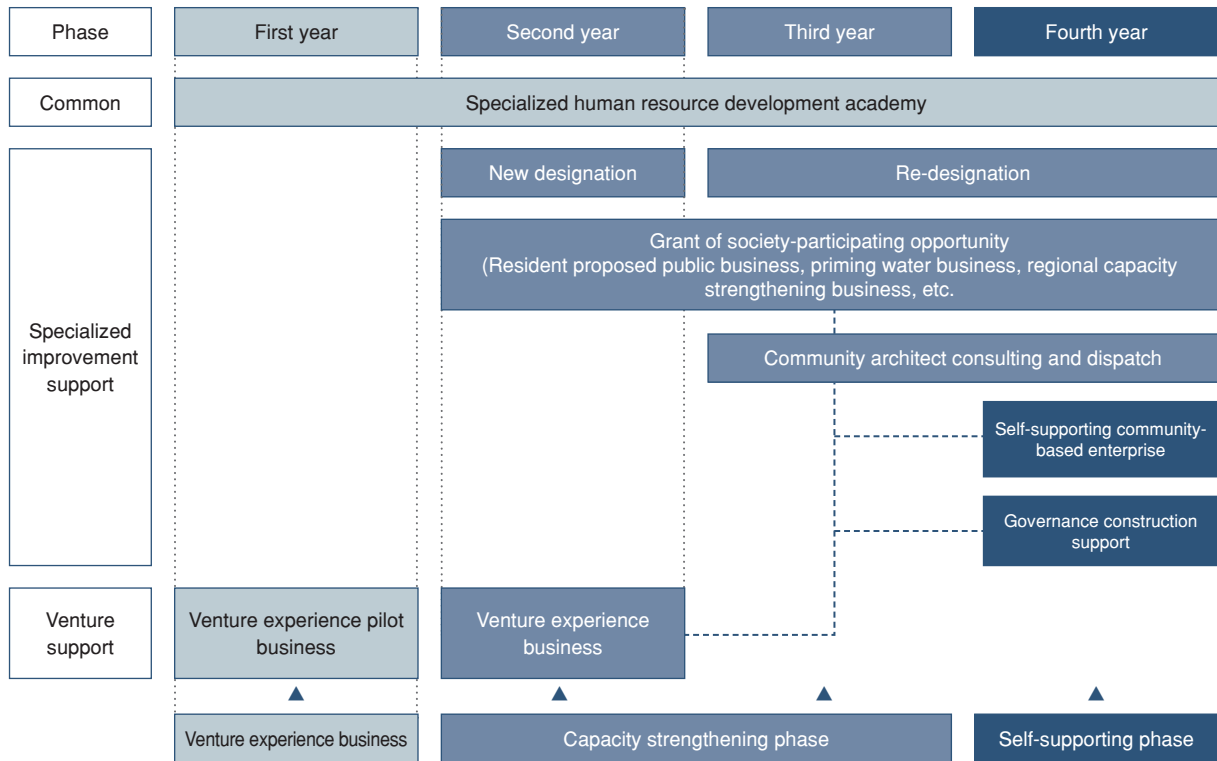 Phase
First year
Second year
Third year
Fourth year
Common
Specialized human resource development academy
Specialized
improvement
support
New designation
Re-designation
Grant of society-participating opportunity
(Resident proposed public business, priming water business, regional capacity
strengthening business, etc.
Community architect consulting and dispatch
Self-supporting community-
based enterprise
Governance construction
support
Venture
support
Venture experience pilot
business
Venture experience
business
Venture experience business
Capacity strengthening phase
Self-supporting phase